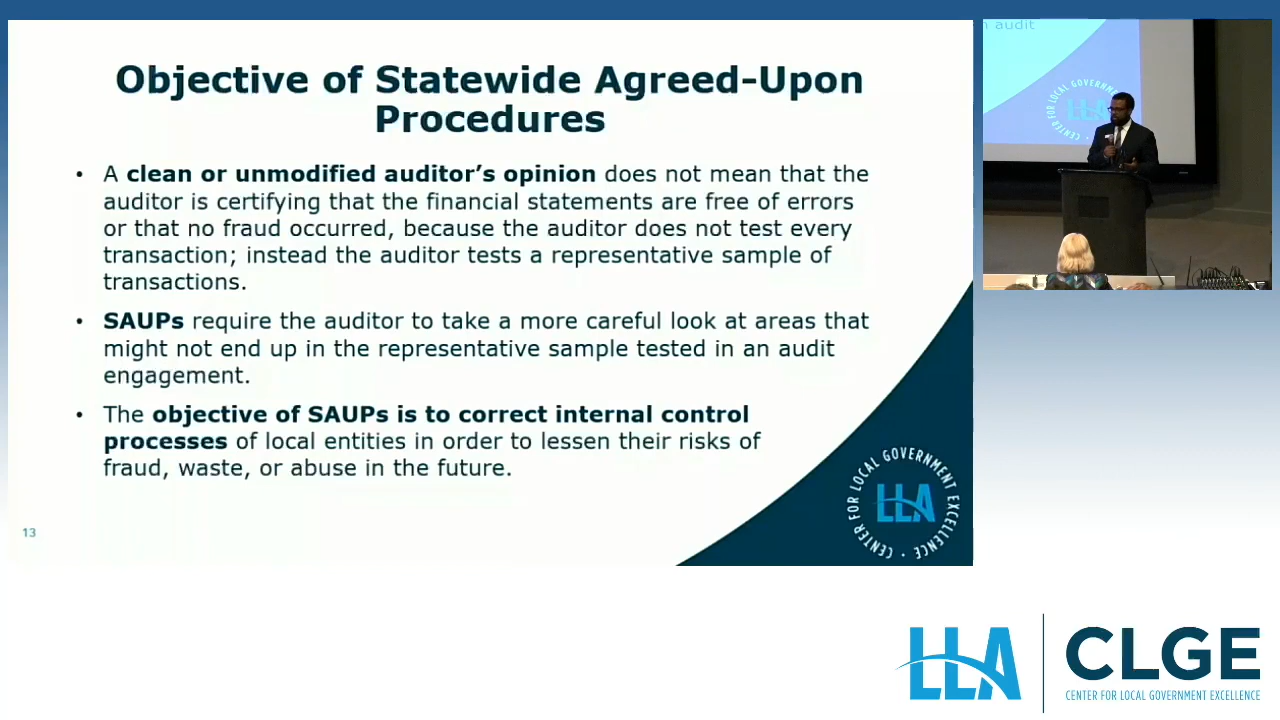 Objective of Statewide Agreed-Upon
Procedures
• A clean or unmodified auditor’s opinion does not mean that the
auditor is certifying that the financial statements are free of errors
or that no fraud occurred, because the auditor does not test every
transaction; instead the auditor tests a representative sample of
transactions.
• SAUPs require the auditor to take a more careful look at areas that
might not end up in the representative sample tested in an audit
engagement.
• The objective of SAUPs is to correct internal control
processes of local entities in order to lessen their risks of
fraud, waste, or abuse in the future.
13
CENTER FOR LOCAL GOVERNMENT EXCELLENCE ·
LLA
audit
CENTER FOR LOCAL GOVERNM
LLA
LLA
CLGE
CENTER FOR LOCAL GOVERNMENT EXCELLENCE